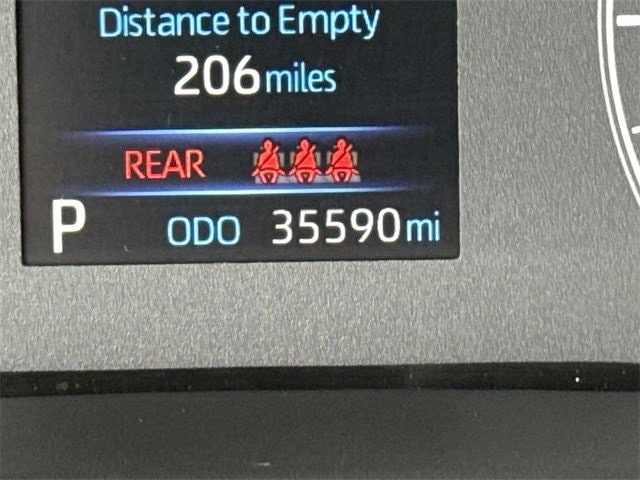 Distance to Empty
206 miles
REAR
P ODO 35590 mi